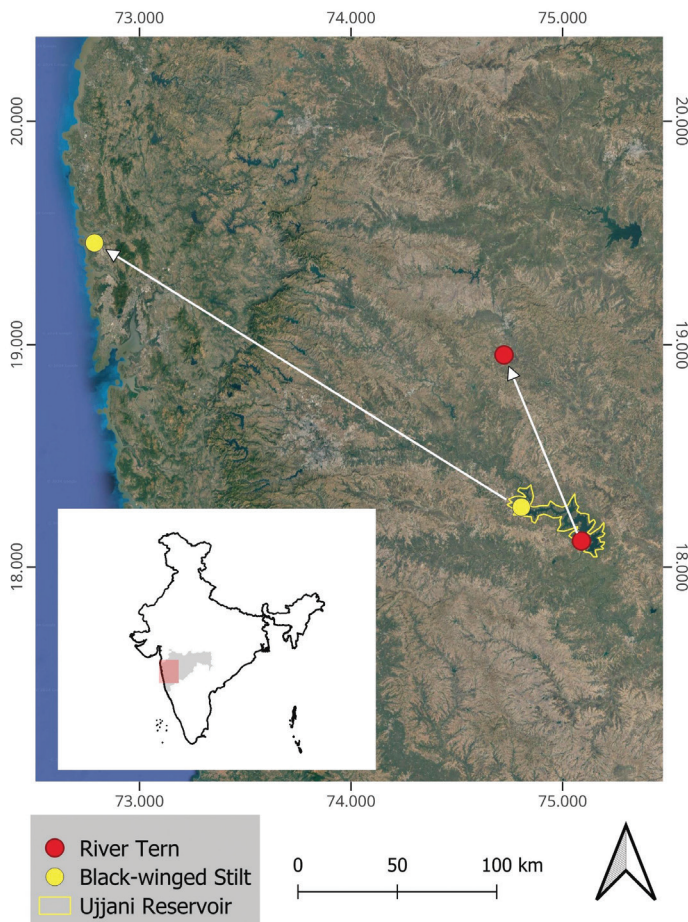 73.000 74.000 75.000
20.000 20.000
19.000 19.000
18.000 18.000
73.000 74.000 75.000
River Tern
Black-winged Stilt
Ujjani Reservoir
0 50 100 km